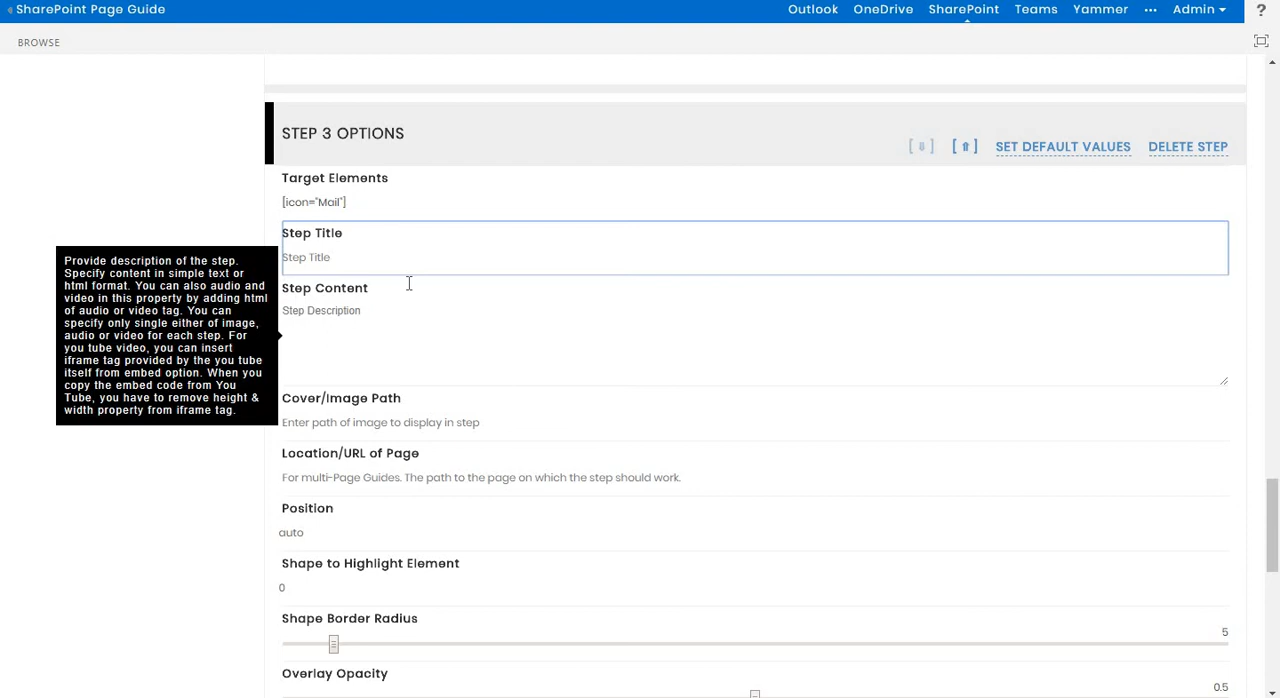 SharePoint Page Guide
Outlook OneDrive SharePoint Teams Yammer ... Admin ?
BROWSE
STEP 3 OPTIONS
SET DEFAULT VALUES DELETE STEP
Target Elements
[icon="Mail"]
Step Title
Step Title
Step Content
Step Description
Provide description of the step.
Specify content in simple text or
html format. You can also audio and
video in this property by adding html
of audio or video tag. You can
specify only single either of image,
audio or video for each step. For
you tube video, you can insert
iframe tag provided by the you tube
itself from embed option. When you
copy the embed code from You
Tube, you have to remove height &
width property from iframe tag.
Cover/Image Path
Enter path of image to display in step
Location/URL of Page
For multi-Page Guides. The path to the page on which the step should work.
Position
auto
Shape to Highlight Element
0
Shape Border Radius
5
Overlay Opacity
0.5